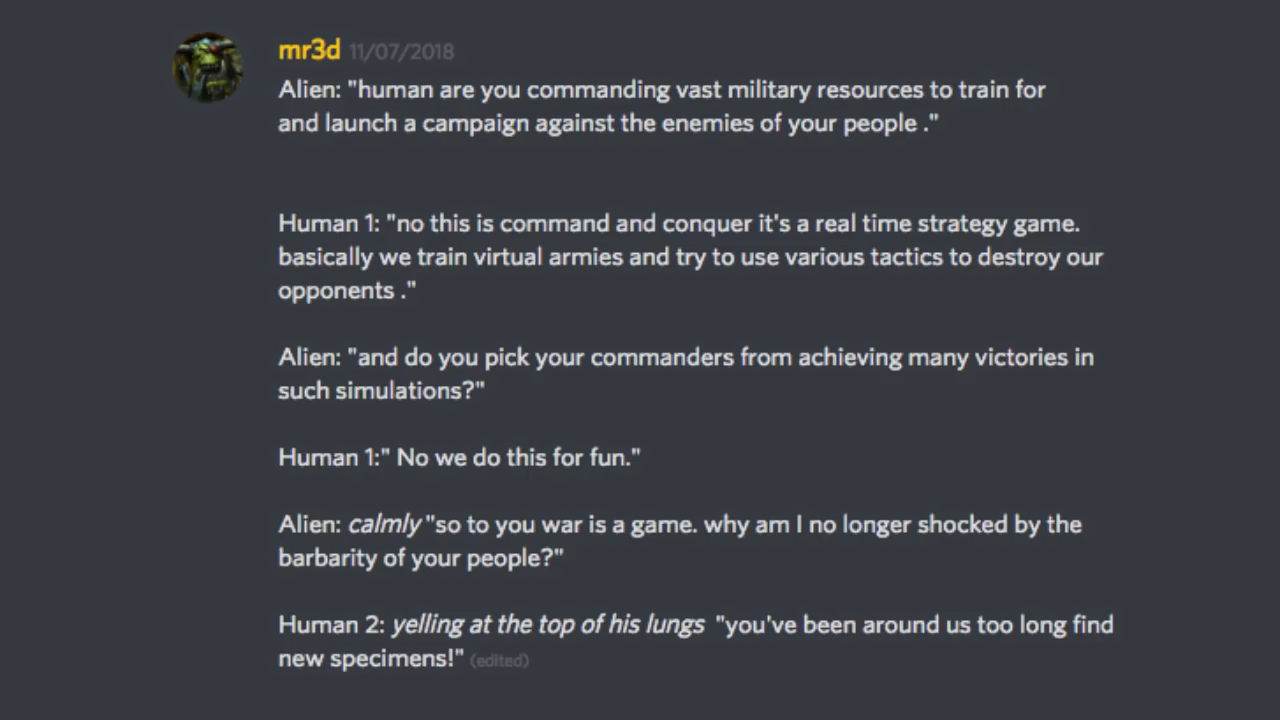 mr3d 11/07/2018
Alien: "human are you commanding vast military resources to train for
and launch a campaign against the enemies of your people ."
Human 1: "no this is command and conquer it's a real time strategy game.
basically we train virtual armies and try to use various tactics to destroy our
opponents ."
Alien: "and do you pick your commanders from achieving many victories in
such simulations?"
Human 1:" No we do this for fun."
Alien: calmly "so to you war is a game. why am I no longer shocked by the
barbarity of your people?"
Human 2: yelling at the top of his lungs "you've been around us too long find
new specimens!" (edited)